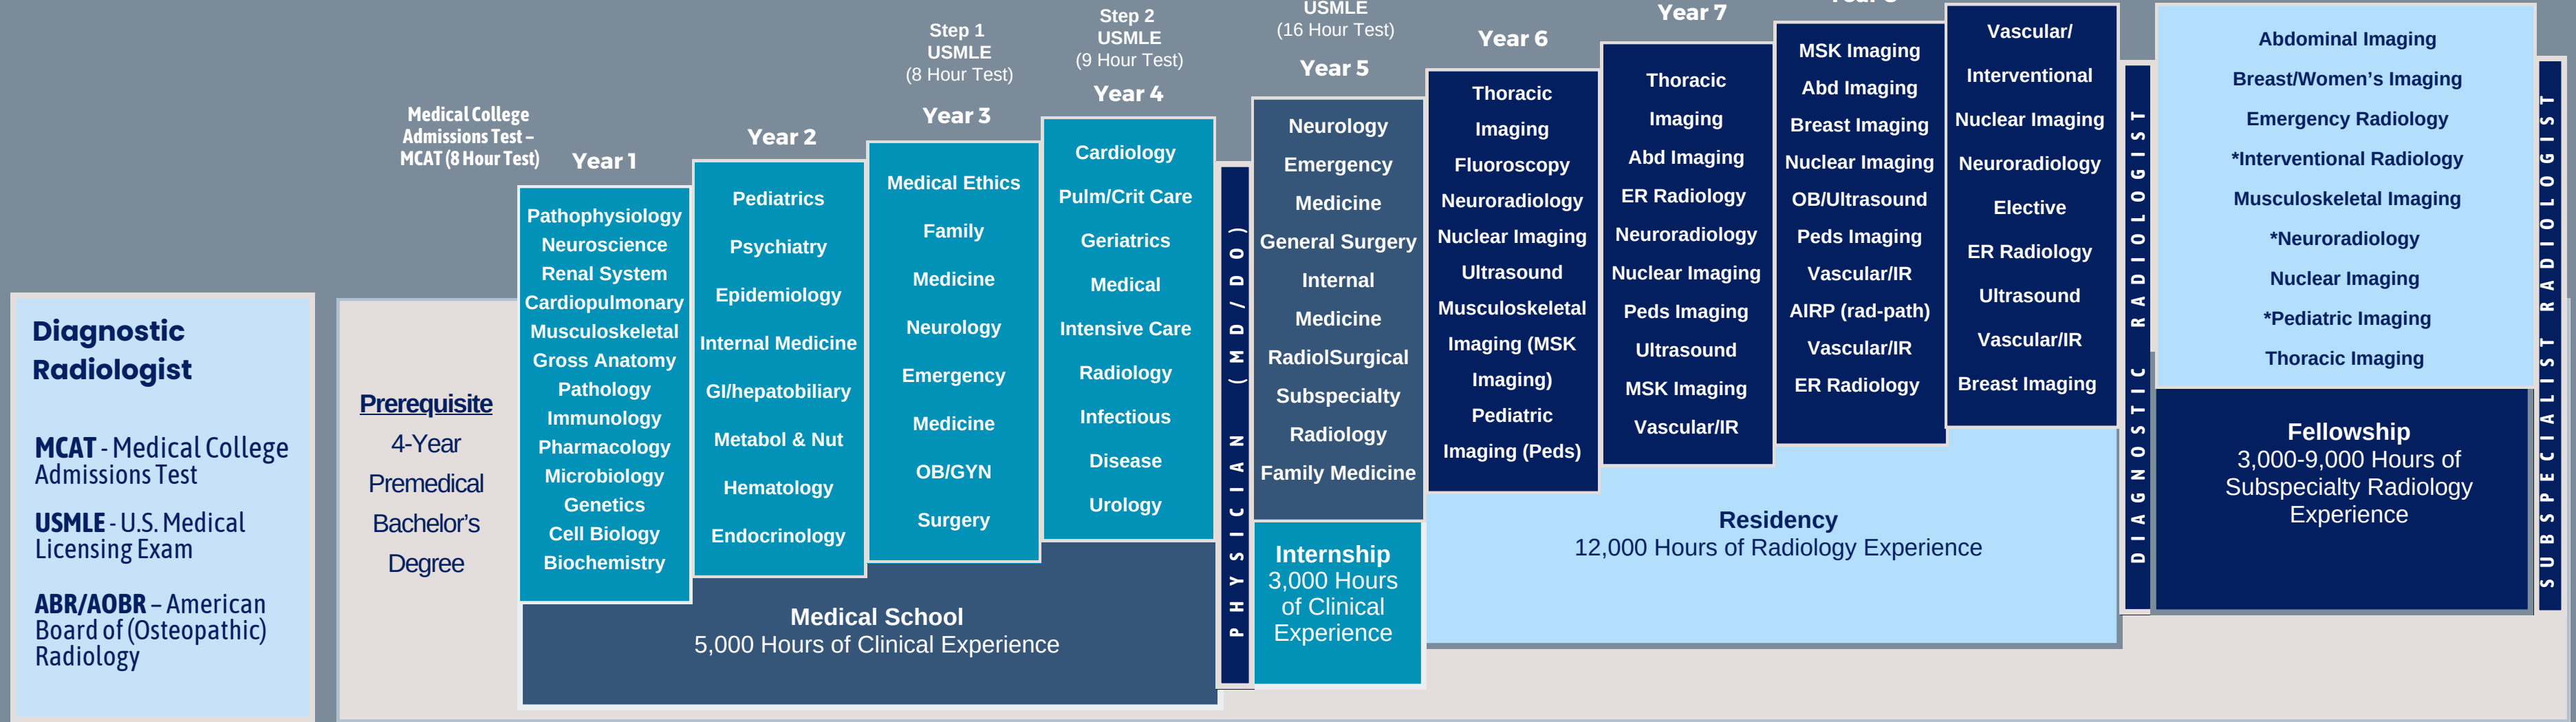 Diagnostic
Radiologist
MCAT - Medical College
Admissions Test
USMLE - U.S. Medical
Licensing Exam
ABR/AOBR – American
Board of (Osteopathic)
Radiology
Prerequisite
4-Year
Premedical
Bachelor's
Degree
Medical College
Admissions Test –
MCAT (8 Hour Test)
Year 1
Pathophysiology
Neuroscience
Renal System
Cardiopulmonary
Musculoskeletal
Gross Anatomy
Pathology
Immunology
Pharmacology
Microbiology
Genetics
Cell Biology
Biochemistry
Year 2
Pediatrics
Psychiatry
Epidemiology
Internal Medicine
GI/hepatobiliary
Metabol & Nut
Hematology
Endocrinology
Step 1
USMLE
(8 Hour Test)
Year 3
Medical Ethics
Family
Medicine
Neurology
Emergency
Medicine
OB/GYN
Surgery
Step 2
USMLE
(9 Hour Test)
Year 4
Cardiology
Pulm/Crit Care
Geriatrics
Medical
Intensive Care
Radiology
Infectious
Disease
Urology
Medical School
5,000 Hours of Clinical Experience
PHYSICIAN (MD/DO)
USMLE
(16 Hour Test)
Year 5
Neurology
Emergency
Medicine
General Surgery
Internal
Medicine
RadiolSurgical
Subspecialty
Radiology
Family Medicine
Internship
3,000 Hours
of Clinical
Experience
Year 6
Thoracic
Imaging
Fluoroscopy
Neuroradiology
Nuclear Imaging
Ultrasound
Musculoskeletal
Imaging (MSK
Imaging)
Pediatric
Imaging (Peds)
Year 7
Thoracic
Imaging
Abd Imaging
ER Radiology
Neuroradiology
Nuclear Imaging
Peds Imaging
Ultrasound
MSK Imaging
Vascular/IR
MSK Imaging
Abd Imaging
Breast Imaging
Nuclear Imaging
OB/Ultrasound
Peds Imaging
Vascular/IR
AIRP (rad-path)
Vascular/IR
ER Radiology
Vascular/
Interventional
Nuclear Imaging
Neuroradiology
Elective
ER Radiology
Ultrasound
Vascular/IR
Breast Imaging
Residency
12,000 Hours of Radiology Experience
DIAGNOSTIC RADIOLOGIST
Abdominal Imaging
Breast/Women's Imaging
Emergency Radiology
*Interventional Radiology
Musculoskeletal Imaging
*Neuroradiology
Nuclear Imaging
*Pediatric Imaging
Thoracic Imaging
Fellowship
3,000-9,000 Hours of
Subspecialty Radiology
Experience
SUBSPECIALIST RADIOLOGIST